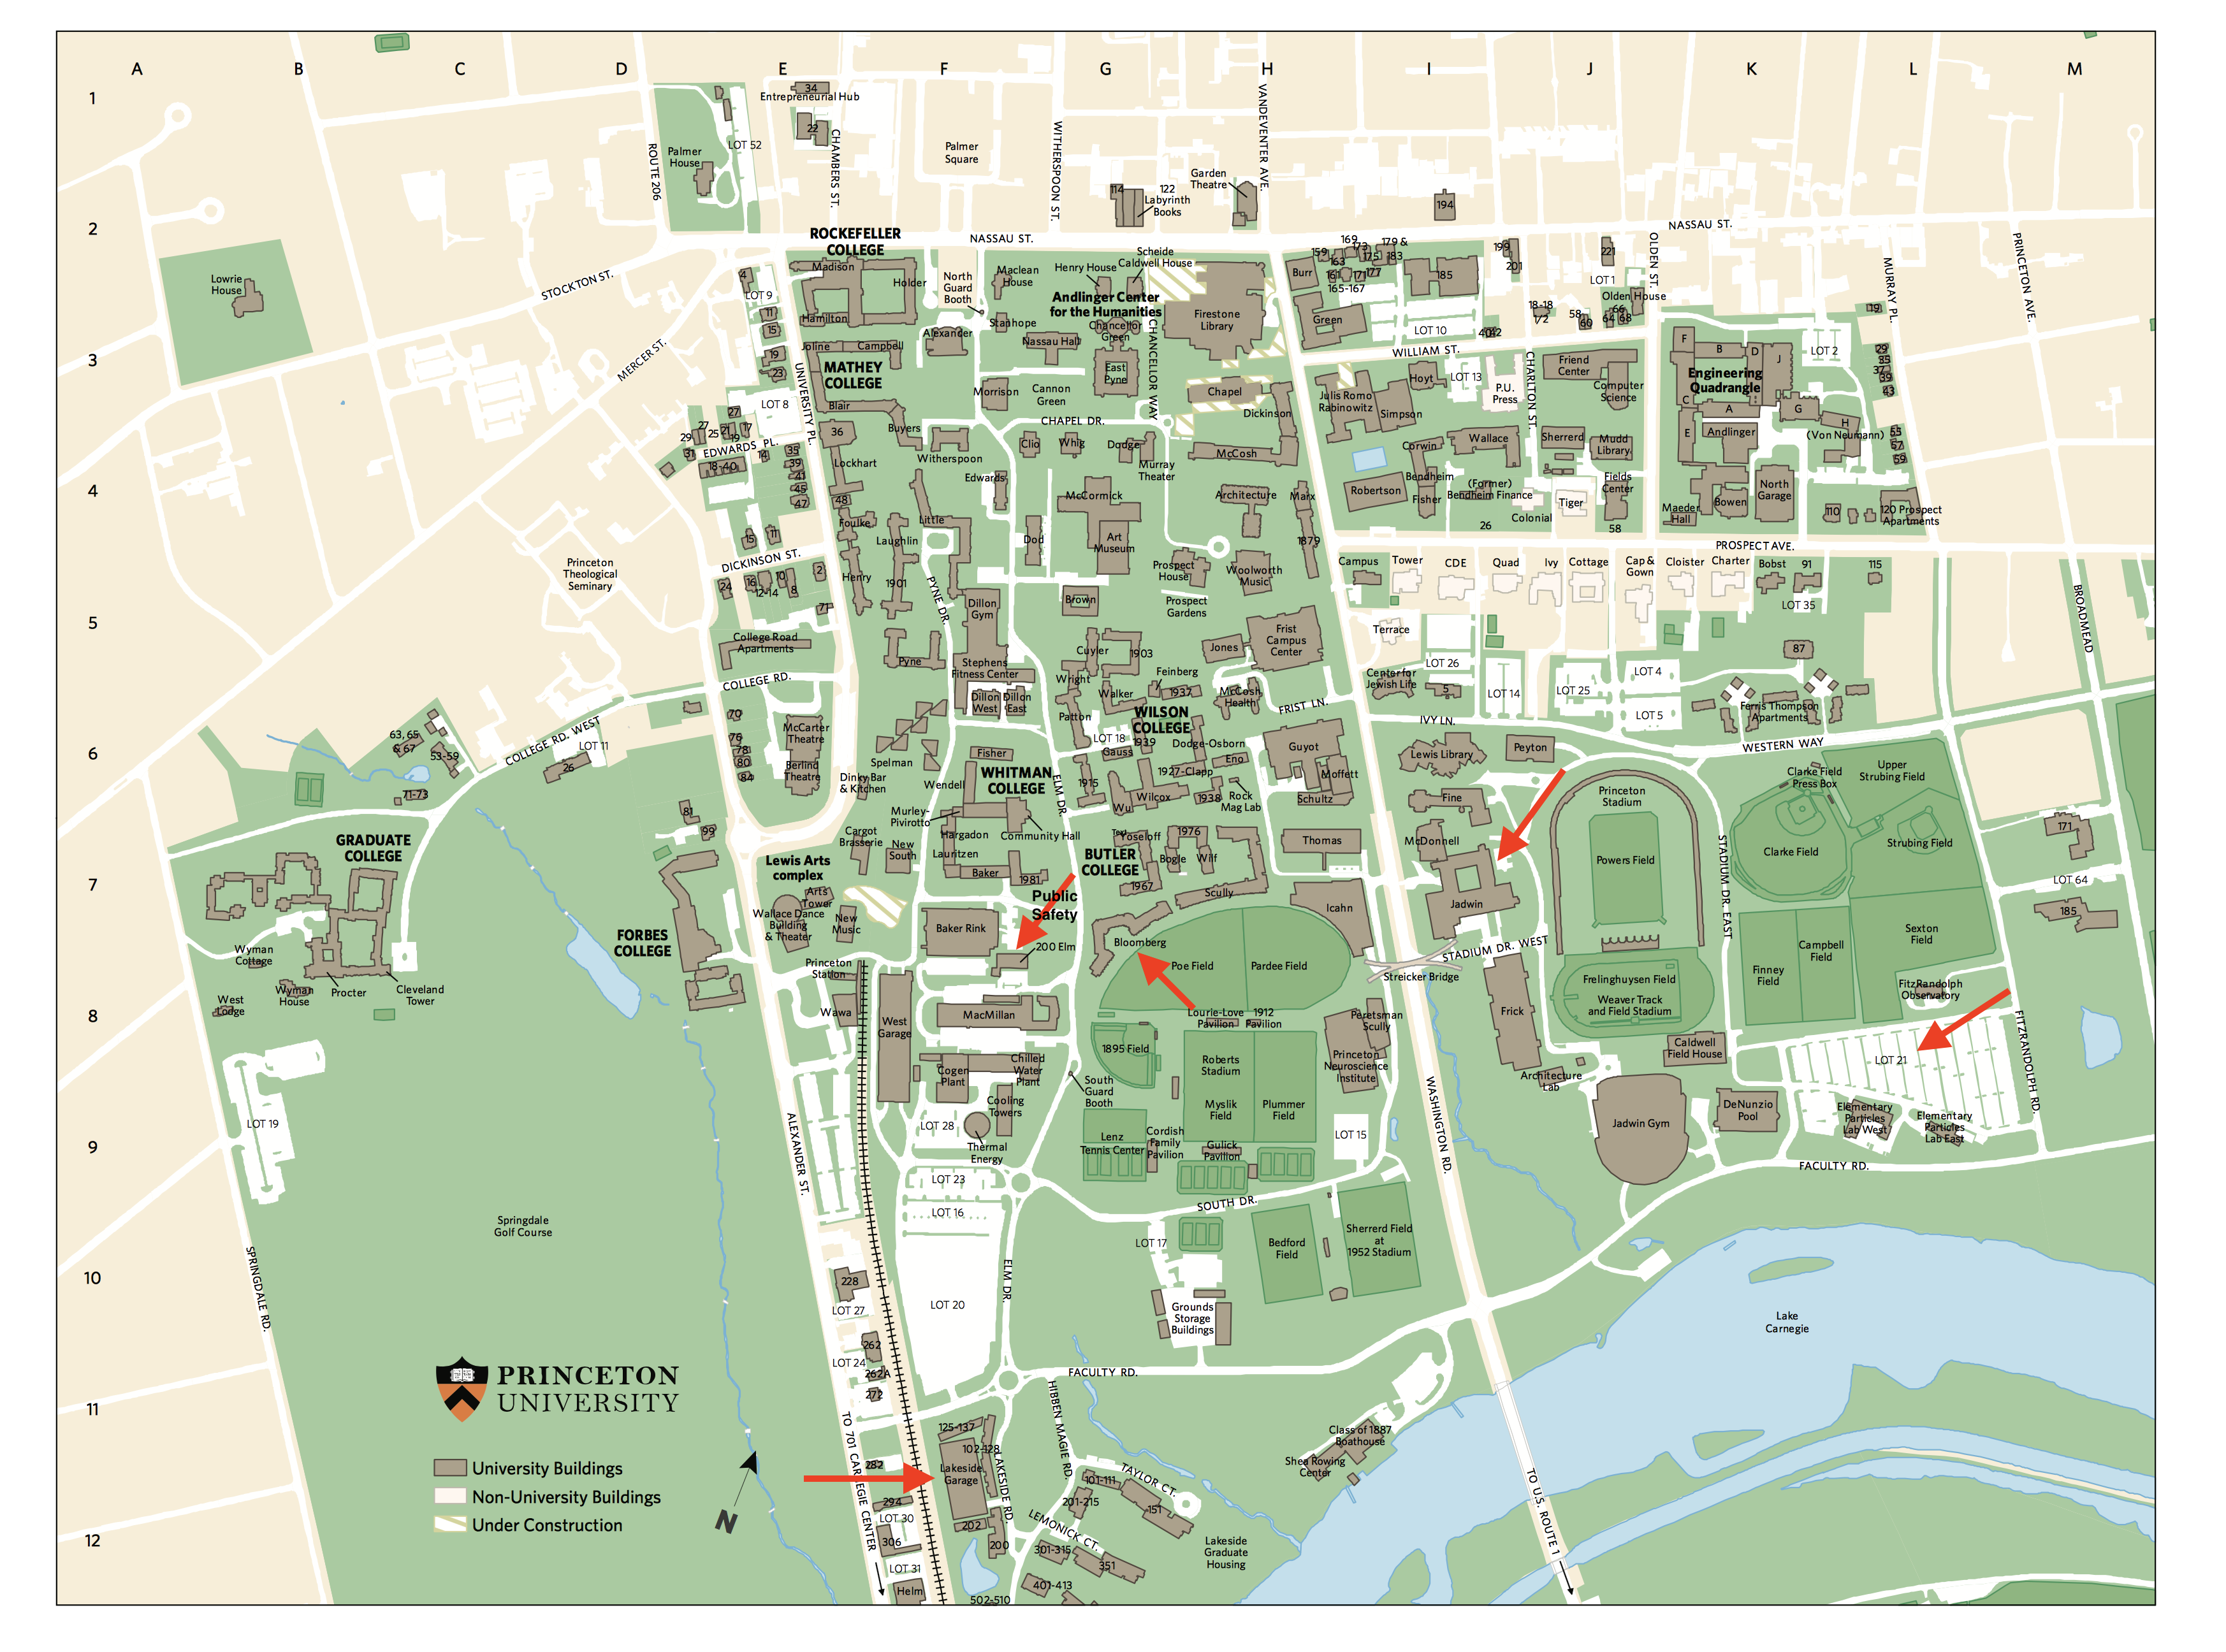 A B C D E F G H I J K L M
1
34
Entrepreneurial Hub
22
CHAMBERS ST.
LOT 52
Palmer
House
ROUTE 206
Palmer
Square
WITHERSPOON ST.
VANDEVENTER AVE.
Garden
Theatre
114
122
Labyrinth
Books
194
2
NASSAU ST.
NASSAU ST.
ROCKEFELLER
COLLEGE
Lowrie
House
STOCKTON ST.
MERCER ST.
4
LOT 9
11
15
19
23
Madison
Holder
Hamilton
North
Guard
Booth
Maclean
House
Henry House
Scheide
Caldwell House
Andlinger Center
for the Humanities
Chancellor
Green
Firestone
Library
Stanhope
Alexander
Nassau Hall
CHANCELLOR WAY
Burr
Green
159
169
173
179 &
183
163
175
161
171
177
165-167
185
LOT 10
199
201
221
LOT 1
OLDEN ST.
Olden House
18-18
1/2
58
60
66
64
68
40
42
MURRAY PL.
PRINCETON AVE.
19
3
Joline
Campbell
MATHEY
COLLEGE
UNIVERSITY PL.
LOT 8
Blair
36
Buyers
Morrison
Cannon
Green
East
Pyne
CHAPEL DR.
Chapel
Dickinson
WILLIAM ST.
Hoyt
LOT 13
P.U.
Press
CHARLTON ST.
Friend
Center
Computer
Science
Julis Romo
Rabinowitz
Simpson
F
B
D
J
Engineering
Quadrangle
C
A
G
E
Andlinger
H
(Von Neumann)
LOT 2
29
35
37
39
43
55
57
59
27
27
29
25
21
19
17
31
EDWARDS PL.
18-40
14
35
39
41
45
47
Lockhart
Witherspoon
Clio
Whig
Dodge
Murray
Theater
McCosh
Corwin
Wallace
Sherrerd
Mudd
Library
4
48
Foulke
Little
Edwards
McCormick
Architecture
Marx
Robertson
Bendheim
Fisher
(Former)
Bendheim Finance
26
Colonial
Tiger
Fields
Center
58
Maeder
Hall
Bowen
North
Garage
110
120 Prospect
Apartments
PROSPECT AVE.
15
11
DICKINSON ST.
24
16
12-14
10
8
2
71
Princeton
Theological
Seminary
Laughlin
Henry
1901
PYNE DR.
Dod
Art
Museum
Prospect
House
Woolworth
Music
1879
Campus
Tower
CDE
Quad
Ivy
Cottage
Cap &
Gown
Cloister
Charter
Bobst
91
115
LOT 35
BROADMEAD
5
College Road
Apartments
COLLEGE RD.
Dillon
Gym
Brown
Prospect
Gardens
Pyne
Stephens
Fitness Center
Dillon
West
Dillon
East
Cuyler
1903
Wright
Feinberg
Walker
1937
Patton
Jones
Frist
Campus
Center
McCosh
Health
FRIST LN.
Terrace
LOT 26
Center for
Jewish Life
5
LOT 14
LOT 25
LOT 4
LOT 5
87
Ferris Thompson
Apartments
IVY LN.
WESTERN WAY
6
63, 65
& 67
53-59
71-73
COLLEGE RD. WEST
LOT 11
26
70
76
78
80
84
McCarter
Theatre
Berlind
Theatre
Dinky Bar
& Kitchen
Spelman
Fisher
Wendell
WHITMAN
COLLEGE
ELM DR.
WILSON
COLLEGE
LOT 18
1939
Gauss
Dodge-Osborn
Eno
1927-Clapp
1915
Wilcox
Wu
1938
Rock
Mag Lab
Guyot
Moffett
Schultz
Lewis Library
Peyton
Fine
Princeton
Stadium
Clarke Field
Press Box
Upper
Strubing Field
Clarke Field
Strubing Field
STADIUM DR. EAST
171
GRADUATE
COLLEGE
81
99
Murley-
Pivirotto
Hargadon
Community Hall
Cargot
Brasserie
New
South
Lauritzen
Text
Yoseloff
1976
BUTLER
COLLEGE
Bogle
Wilf
Thomas
McDonnell
Powers Field
7
Lewis Arts
complex
Arts
Tower
Wallace Dance
Building
& Theater
New
Music
Baker
1981
1967
Scully
Public
Safety
Baker Rink
200 Elm
Bloomberg
Icahn
Jadwin
LOT 64
185
Sexton
Field
Campbell
Field
Finney
Field
FORBES
COLLEGE
Wyman
Cottage
Wyman
House
Procter
Cleveland
Tower
West
Lodge
Princeton
Station
Poe Field
Pardee Field
Streicker Bridge
STADIUM DR. WEST
Frelinghuysen Field
Weaver Track
and Field Stadium
FitzRandolph
Observatory
8
Wawa
West
Garage
MacMillan
Lourie-Love
Pavilion
1912
Pavilion
Peretsman
Scully
Frick
Princeton
Neuroscience
Institute
Caldwell
Field House
LOT 21
FITZRANDOLPH RD.
1895 Field
Roberts
Stadium
Chilled
Water
Plant
Cogen
Plant
Cooling
Towers
South
Guard
Booth
Myslik
Field
Plummer
Field
Architecture
Lab
Jadwin Gym
DeNunzio
Pool
Elementary
Particles
Lab West
Elementary
Particles
Lab East
9
LOT 19
LOT 28
Thermal
Energy
Lenz
Tennis Center
Cordish
Family
Pavilion
Gulick
Pavilion
LOT 15
WASHINGTON RD.
FACULTY RD.
ALEXANDER ST.
LOT 23
LOT 16
SOUTH DR.
Springdale
Golf Course
SPRINGDALE RD.
10
LOT 17
Bedford
Field
Sherrerd Field
at
1952 Stadium
228
LOT 27
LOT 20
ELM DR.
Grounds
Storage
Buildings
Lake
Carnegie
262
LOT 24
262A
272
FACULTY RD.
PRINCETON
UNIVERSITY
11
125-137
102-128
HIBBEN MAGIE RD.
Class of 1887
Boathouse
Shea Rowing
Center
TO 701 CARNEGIE CENTER
282
Lakeside
Garage
LAKESIDE RD.
101-111
TAYLOR CT.
201-215
151
University Buildings
Non-University Buildings
Under Construction
N
294
LOT 30
306
202
200
LEMONICK CT.
301-315
351
Lakeside
Graduate
Housing
TO U.S. ROUTE 1
12
LOT 31
Helm
401-413
502-510